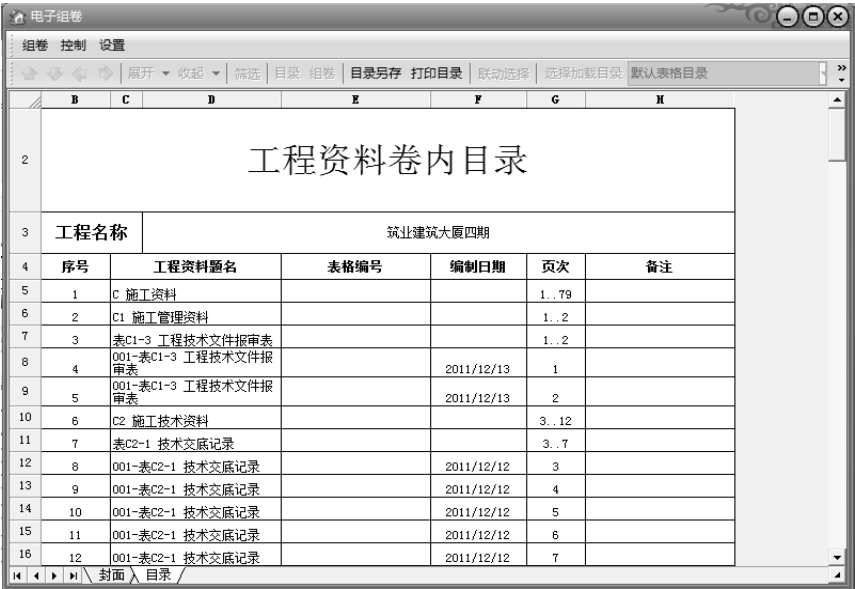 电子组卷
组卷 控制 设置
展开 收起 筛选 目录 组卷 目录另存 打印目录 联动选择 选择加载目录 默认表格目录
B C D E F G H
2 工程资料卷内目录
3 工程名称 筑业建筑大厦四期
4 序号 工程资料题名 表格编号 编制日期 页次 备注
5 1 C 施工资料 1..79
6 2 C1 施工管理资料 1..2
7 3 表C1-3 工程技术文件报审表 1..2
8 4 001-表C1-3 工程技术文件报
审表 2011/12/13 1
9 5 001-表C1-3 工程技术文件报
审表 2011/12/13 2
10 6 C2 施工技术资料 3..12
11 7 表C2-1 技术交底记录 3..7
12 8 001-表C2-1 技术交底记录 2011/12/12 3
13 9 001-表C2-1 技术交底记录 2011/12/12 4
14 10 001-表C2-1 技术交底记录 2011/12/12 5
15 11 001-表C2-1 技术交底记录 2011/12/12 6
16 12 001-表C2-1 技术交底记录 2011/12/12 7
封面 目录